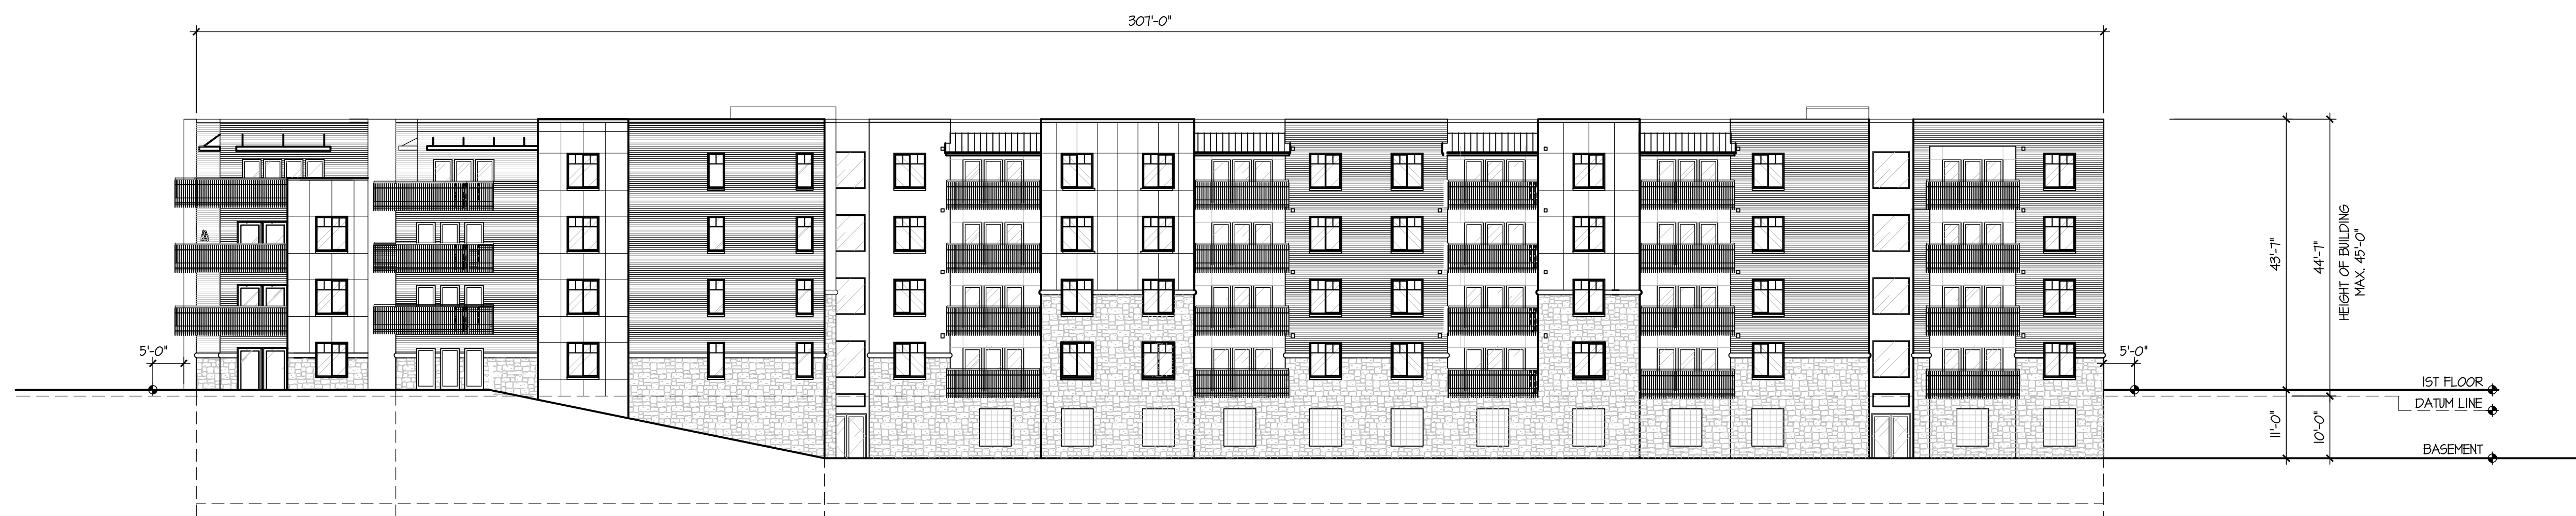 307'-0"
5'-0"
5'-0"
43'-7"
44'-7"
HEIGHT OF BUILDING
MAX. 45'-0"
1ST FLOOR
DATUM LINE
11'-0"
10'-0"
BASEMENT